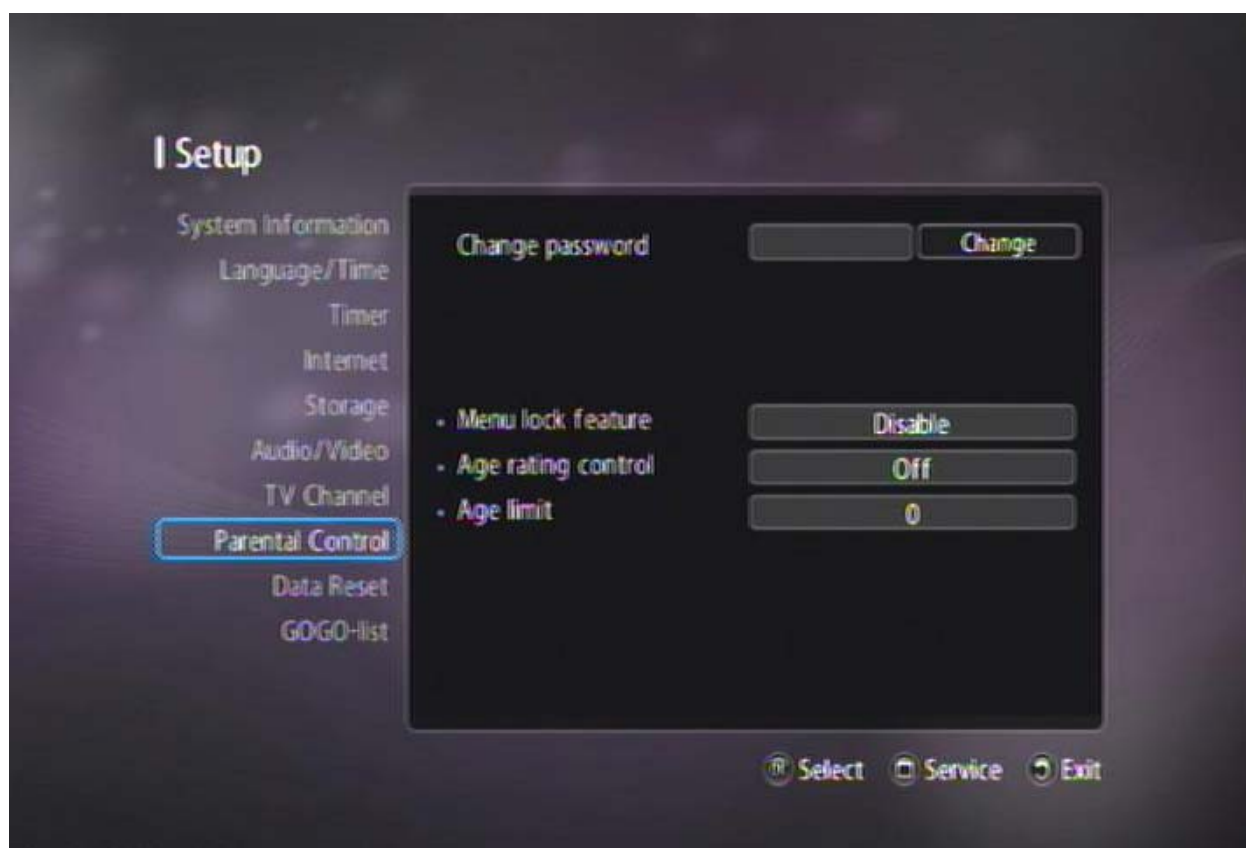 Setup
System Information
Language/Time
Timer
Internet
Storage
Audio/Video
TV Channel
Parental Control
Data Reset
GOGO-list
Change password Change
Menu lock feature Disable
Age rating control Off
Age limit 0
Select Service Exit